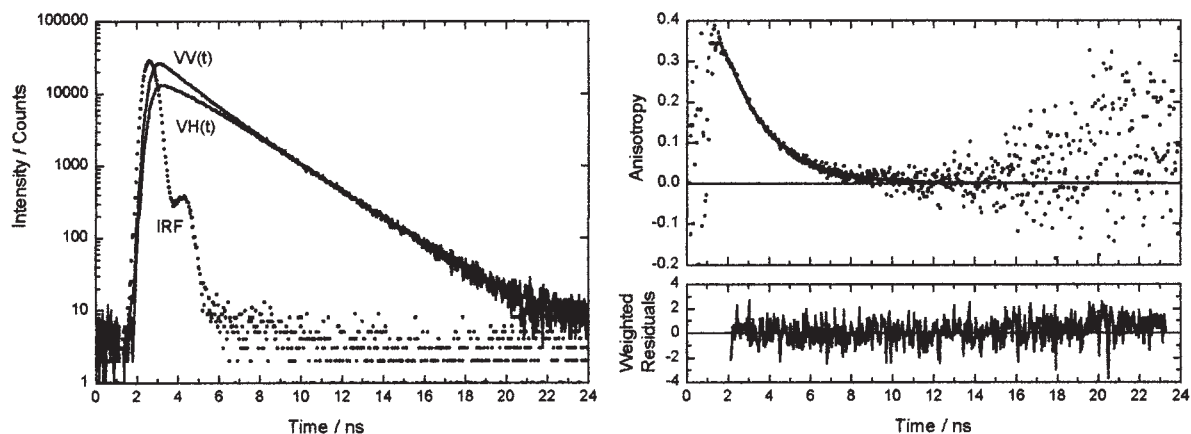 100000
10000
1000
100
10
1
Intensity / Counts
VV(t)
VH(t)
IRF
0 2 4 6 8 10 12 14 16 18 20 22 24
Time / ns
0.4
0.3
0.2
0.1
0.0
-0.1
-0.2
Anisotropy
4
2
0
-2
-4
Weighted
Residuals
0 2 4 6 8 10 12 14 16 18 20 22 24
Time / ns